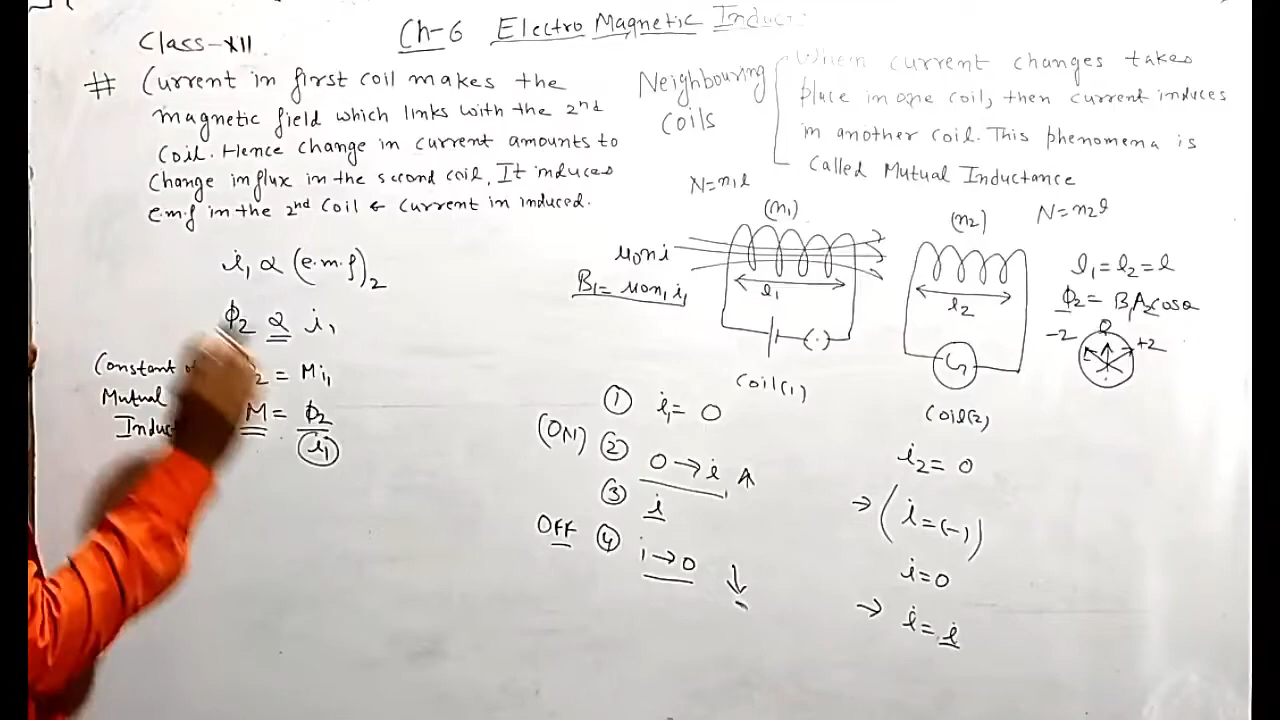 Class-XII
Ch-6 Electro Magnetic Induc
# Current in first coil makes the
magnetic field which links with the 2nd
Coil. Hence change in current amounts to
change in flux in the second coil. It induces
e.m.f in the 2nd coil & current in induced.
i₁ α (e.m.f)₂
ϕ₂ α i₁
Constant of
Mutual
Induc
₂ = Mi₁
M = ϕ₂/i₁
Neighbouring
coils
When current changes takes
place in one coil, then current induces
in another coil. This phenomena is
called Mutual Inductance
N=n₁l
(n₁)
(n₂)
N=n₂l
μ₀ni
B₁=μ₀n₁i₁
l₁
l₂
l₁=l₂=l
ϕ₂= B₁A₂cosα
-2 0 +2
G
Coil(1)
Coil(2)
① i₁= 0
i₂= 0
(ON) ② 0→i, ↑
→ (i=(-))
③ i
i=0
OFF ④ i→0 ↓
→ i=i